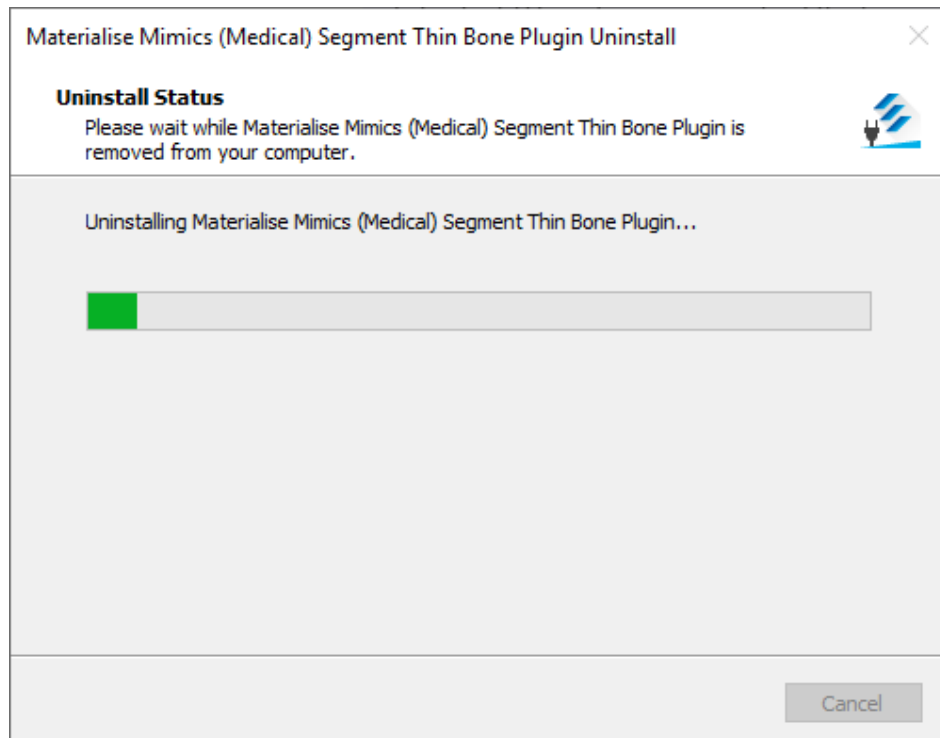 Materialise Mimics (Medical) Segment Thin Bone Plugin Uninstall
Uninstall Status
Please wait while Materialise Mimics (Medical) Segment Thin Bone Plugin is
removed from your computer.
Uninstalling Materialise Mimics (Medical) Segment Thin Bone Plugin...
Cancel